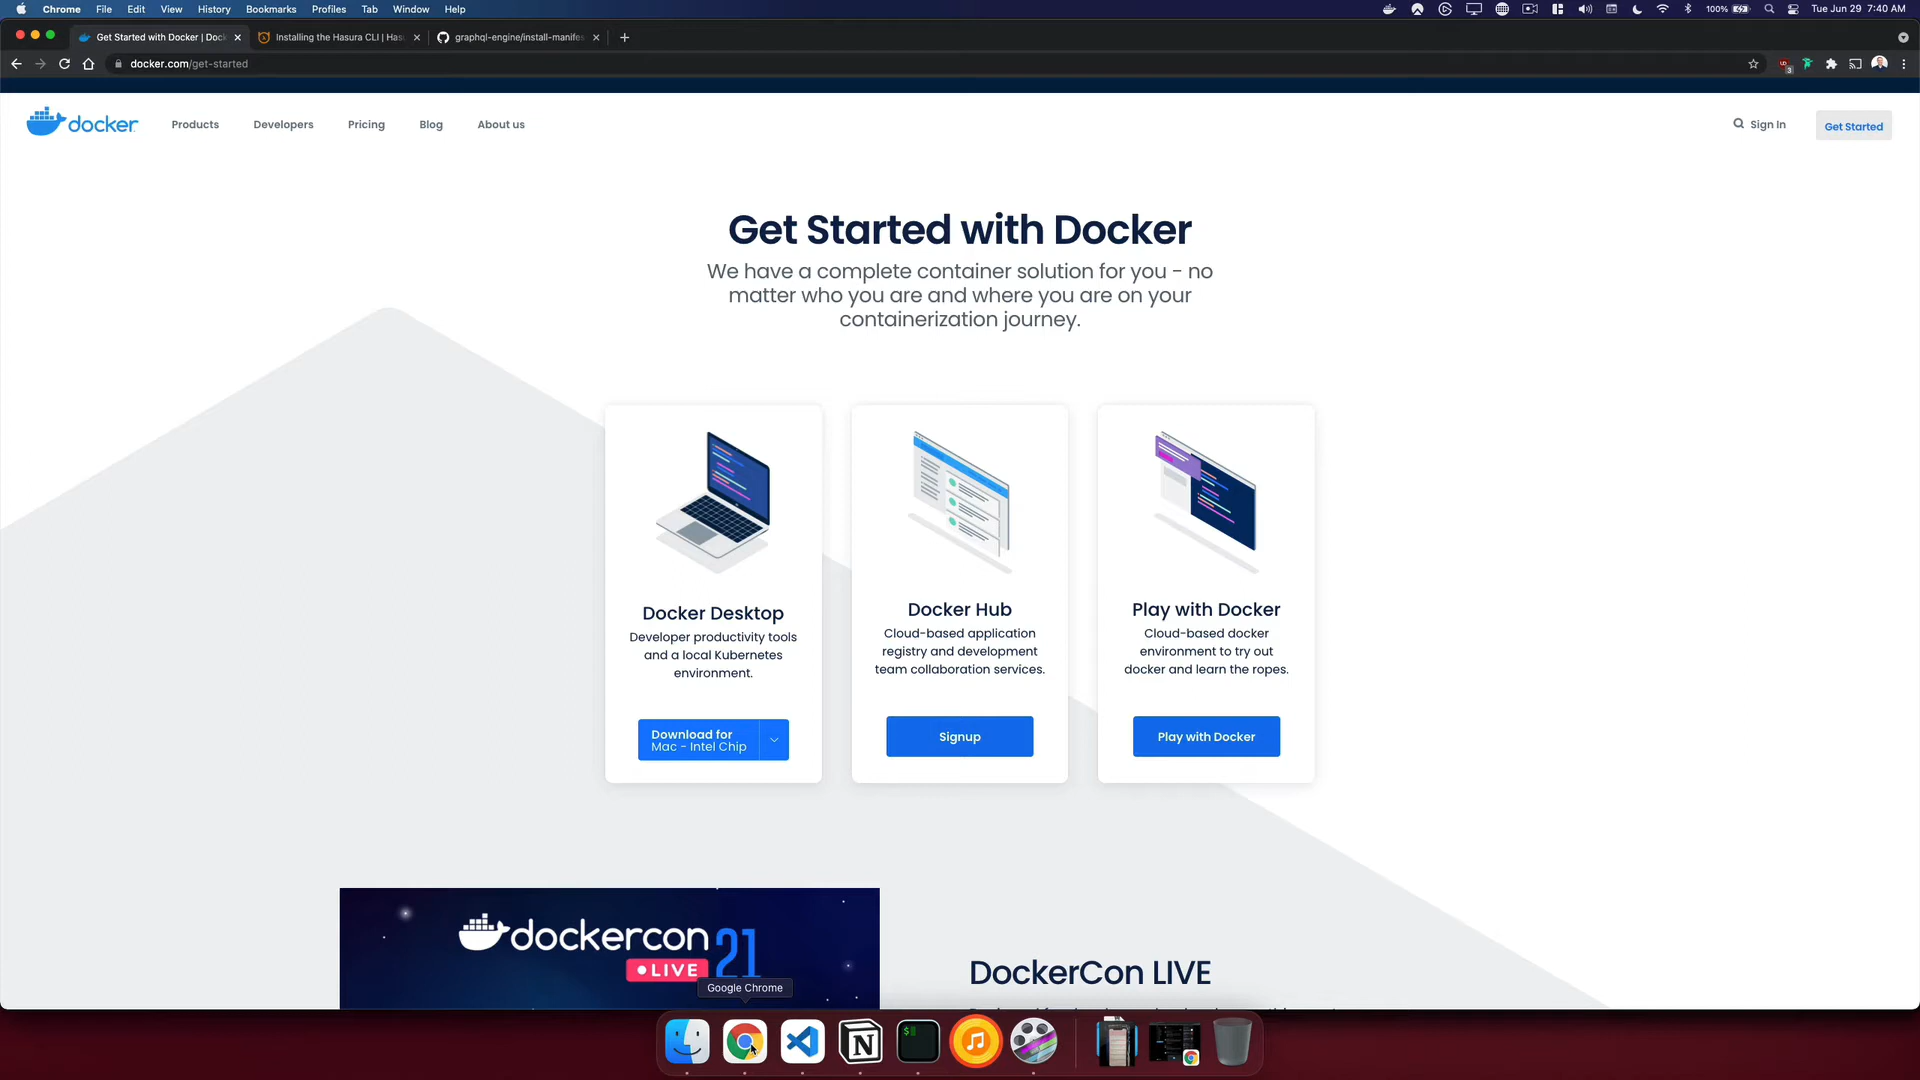 Chrome File Edit View History Bookmarks Profiles Tab Window Help
100% Tue Jun 29 7:40 AM
Get Started with Docker | Dock
Installing the Hasura CLI | Has
graphql-engine/install-manifes
docker.com/get-started
3
docker
Products
Developers
Pricing
Blog
About us
Sign In
Get Started
Get Started with Docker
We have a complete container solution for you - no
matter who you are and where you are on your
containerization journey.
Docker Desktop
Developer productivity tools
and a local Kubernetes
environment.
Download for
Mac - Intel Chip
Docker Hub
Cloud-based application
registry and development
team collaboration services.
Signup
Play with Docker
Cloud-based docker
environment to try out
docker and learn the ropes.
Play with Docker
dockercon 21
LIVE
DockerCon LIVE
Google Chrome